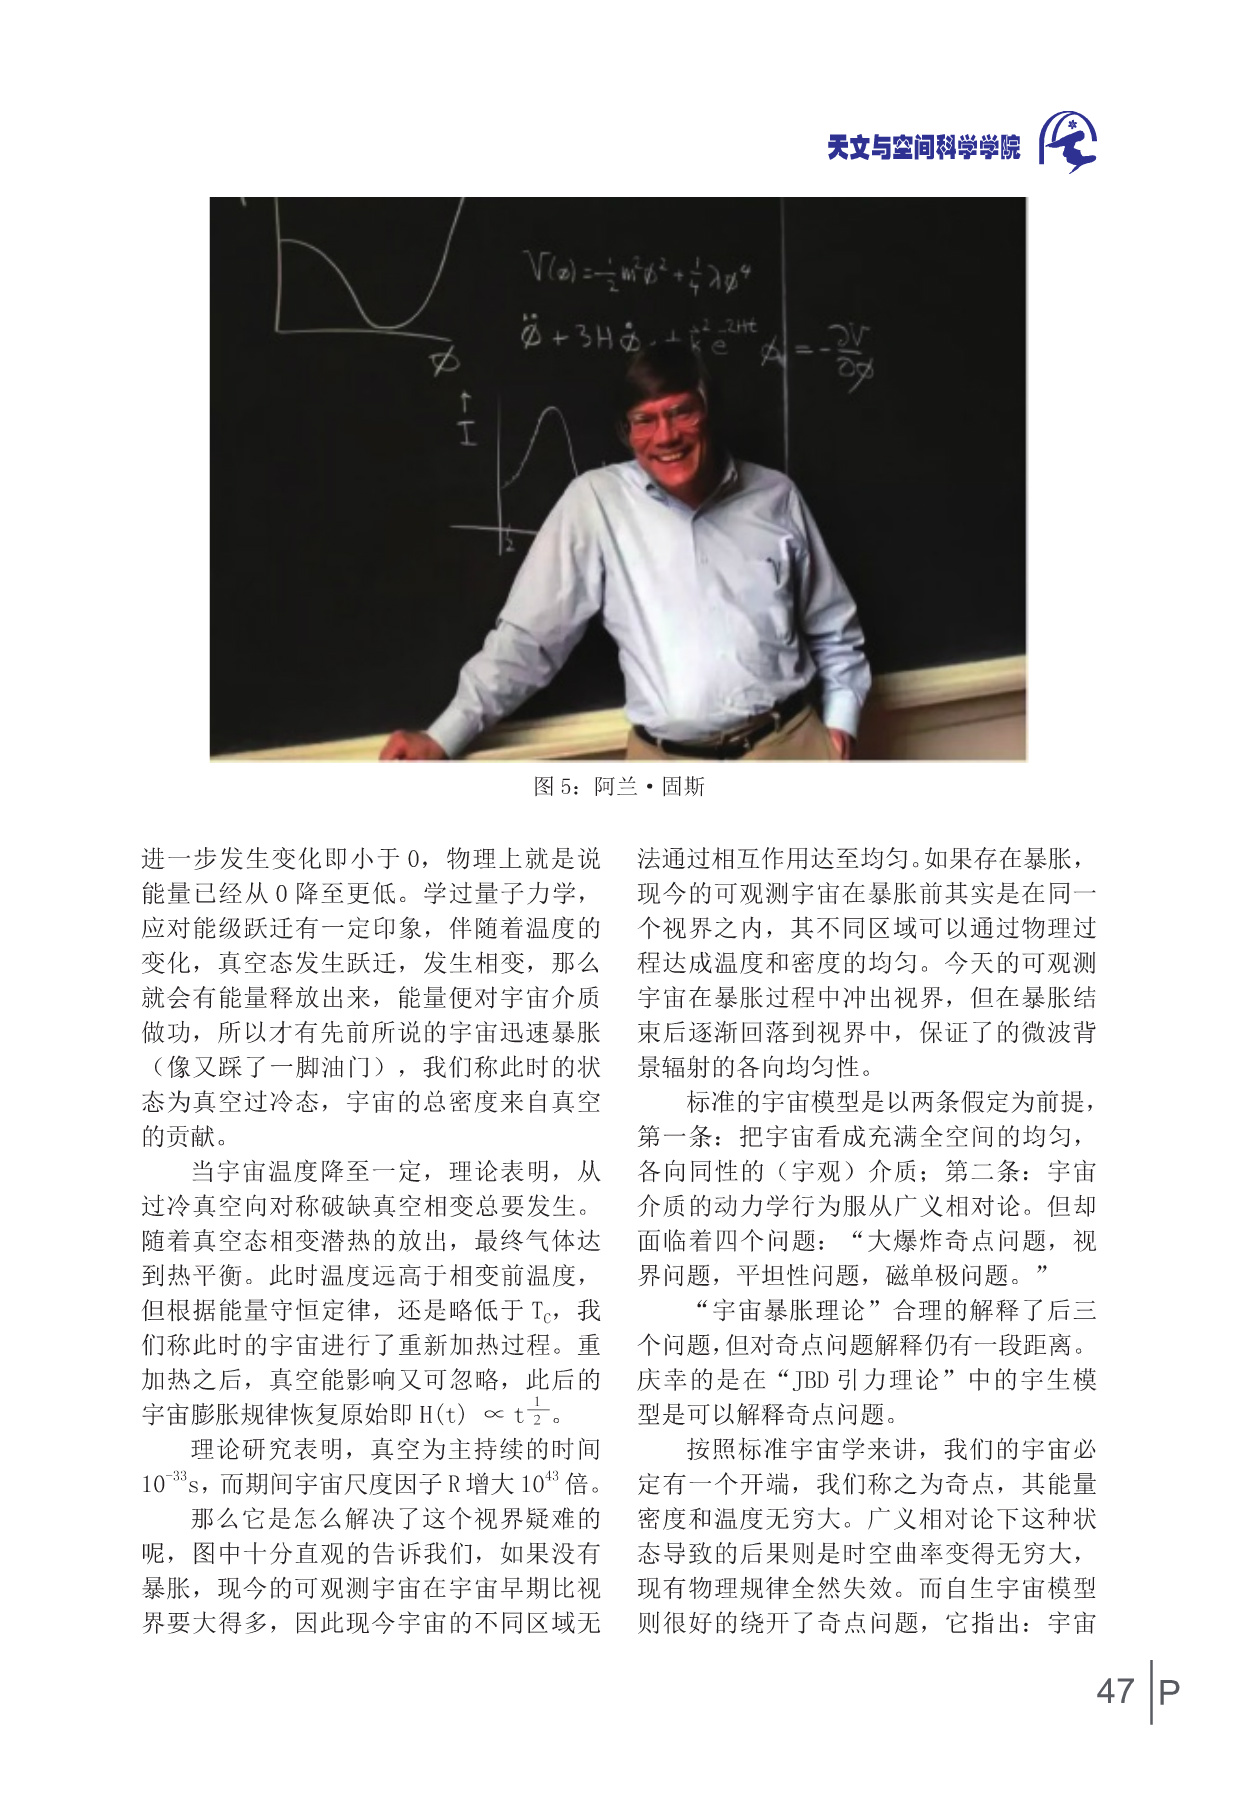 天文与空间科学学院
V(ø)=½m²ø²+¼λø⁴
= -∂V/∂ø
ø
↑
I
½
图 5：阿兰·固斯
进一步发生变化即小于 0，物理上就是说
能量已经从 0 降至更低。学过量子力学，
应对能级跃迁有一定印象，伴随着温度的
变化，真空态发生跃迁，发生相变，那么
就会有能量释放出来，能量便对宇宙介质
做功，所以才有先前所说的宇宙迅速暴胀
（像又踩了一脚油门），我们称此时的状
态为真空过冷态，宇宙的总密度来自真空
的贡献。
当宇宙温度降至一定，理论表明，从
过冷真空向对称破缺真空相变总要发生。
随着真空态相变潜热的放出，最终气体达
到热平衡。此时温度远高于相变前温度，
但根据能量守恒定律，还是略低于 T_C，我
们称此时的宇宙进行了重新加热过程。重
加热之后，真空能影响又可忽略，此后的
宇宙膨胀规律恢复原始即 H(t) ∝ t^(1/2)。
理论研究表明，真空为主持续的时间
10⁻³³s，而期间宇宙尺度因子 R 增大 10⁴³ 倍。
那么它是怎么解决了这个视界疑难的
呢，图中十分直观的告诉我们，如果没有
暴胀，现今的可观测宇宙在宇宙早期比视
界要大得多，因此现今宇宙的不同区域无
法通过相互作用达至均匀。如果存在暴胀，
现今的可观测宇宙在暴胀前其实是在同一
个视界之内，其不同区域可以通过物理过
程达成温度和密度的均匀。今天的可观测
宇宙在暴胀过程中冲出视界，但在暴胀结
束后逐渐回落到视界中，保证了的微波背
景辐射的各向均匀性。
标准的宇宙模型是以两条假定为前提，
第一条：把宇宙看成充满全空间的均匀，
各向同性的（宇观）介质；第二条：宇宙
介质的动力学行为服从广义相对论。但却
面临着四个问题：“大爆炸奇点问题，视
界问题，平坦性问题，磁单极问题。”
“宇宙暴胀理论”合理的解释了后三
个问题，但对奇点问题解释仍有一段距离。
庆幸的是在“JBD 引力理论”中的宇生模
型是可以解释奇点问题。
按照标准宇宙学来讲，我们的宇宙必
定有一个开端，我们称之为奇点，其能量
密度和温度无穷大。广义相对论下这种状
态导致的后果则是时空曲率变得无穷大，
现有物理规律全然失效。而自生宇宙模型
则很好的绕开了奇点问题，它指出：宇宙
47 P